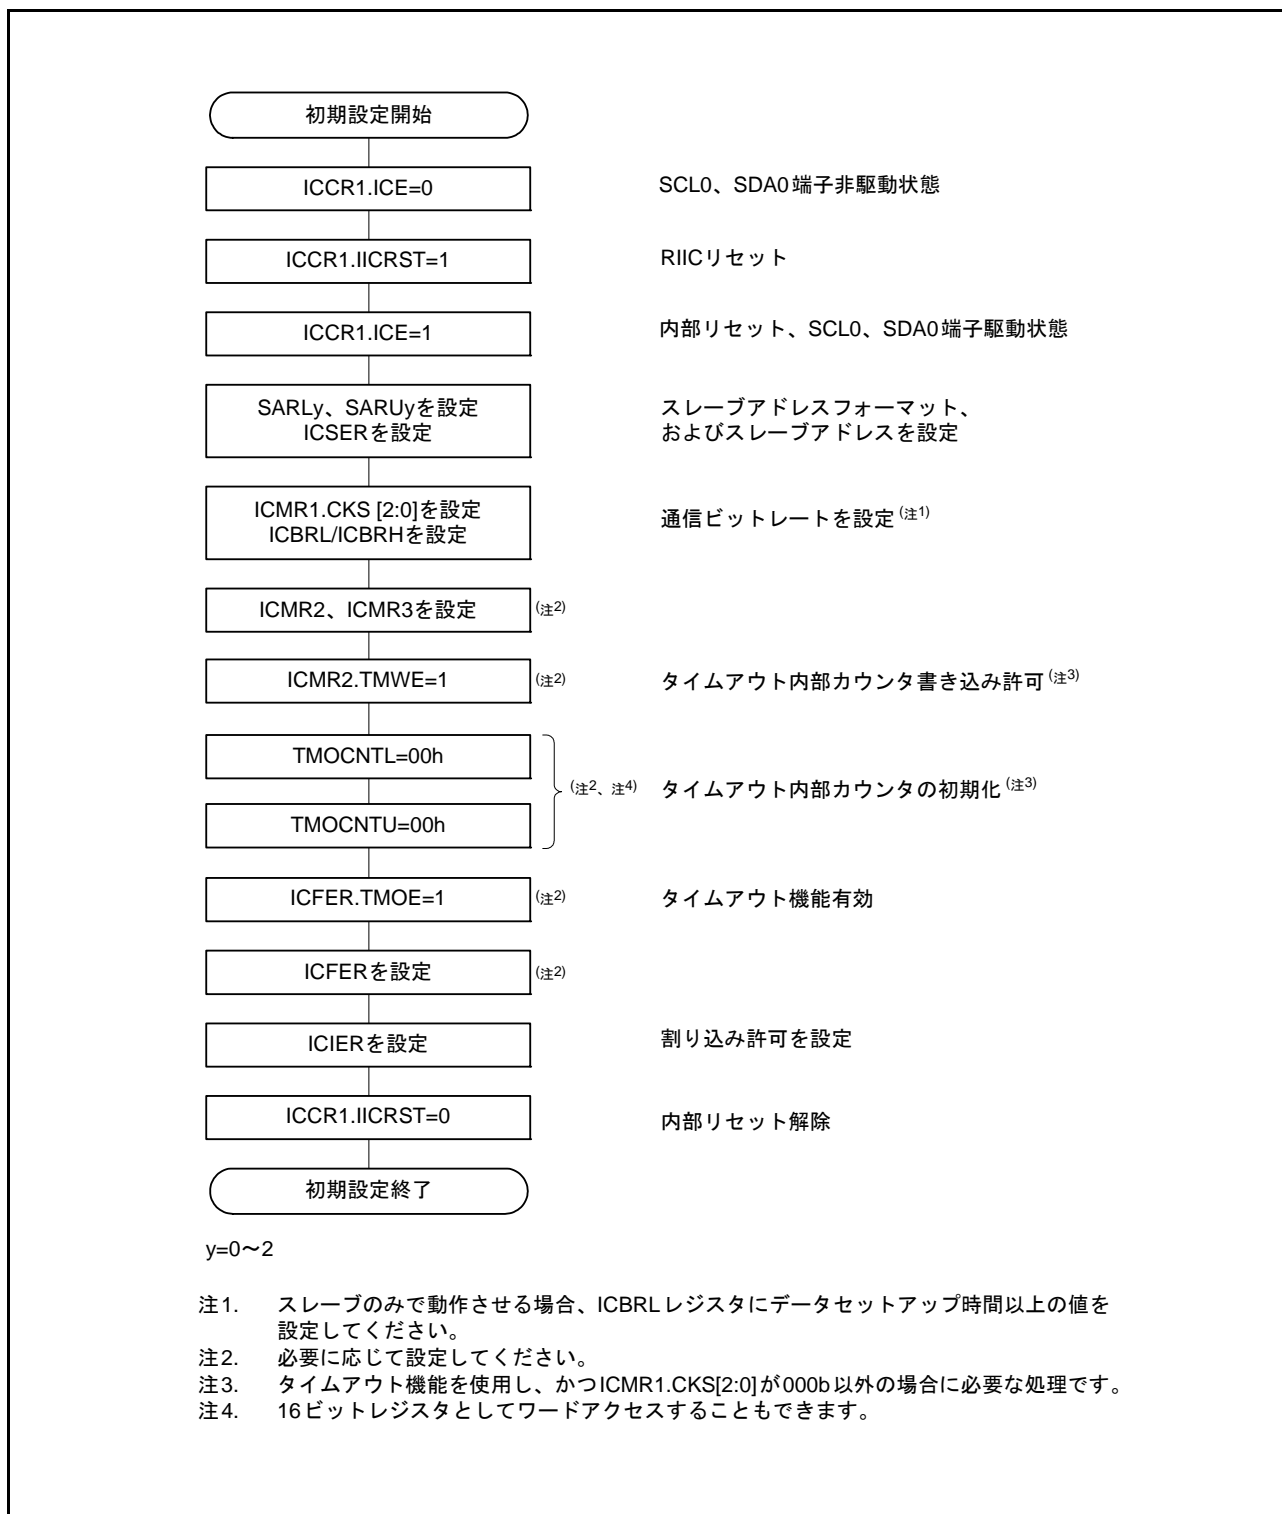 初期設定開始
ICCR1.ICE=0
SCL0、SDA0端子非駆動状態
ICCR1.IICRST=1
RIICリセット
ICCR1.ICE=1
内部リセット、SCL0、SDA0端子駆動状態
SARLy、SARUyを設定
ICSERを設定
スレーブアドレスフォーマット、
およびスレーブアドレスを設定
ICMR1.CKS [2:0]を設定
ICBRL/ICBRHを設定
通信ビットレートを設定(注1)
ICMR2、ICMR3を設定
(注2)
ICMR2.TMWE=1
(注2)
タイムアウト内部カウンタ書き込み許可(注3)
TMOCNTL=00h
TMOCNTU=00h
(注2、注4)
タイムアウト内部カウンタの初期化(注3)
ICFER.TMOE=1
(注2)
タイムアウト機能有効
ICFERを設定
(注2)
ICIERを設定
割り込み許可を設定
ICCR1.IICRST=0
内部リセット解除
初期設定終了
y=0〜2
注1. スレーブのみで動作させる場合、ICBRLレジスタにデータセットアップ時間以上の値を
設定してください。
注2. 必要に応じて設定してください。
注3. タイムアウト機能を使用し、かつICMR1.CKS[2:0]が000b以外の場合に必要な処理です。
注4. 16ビットレジスタとしてワードアクセスすることもできます。